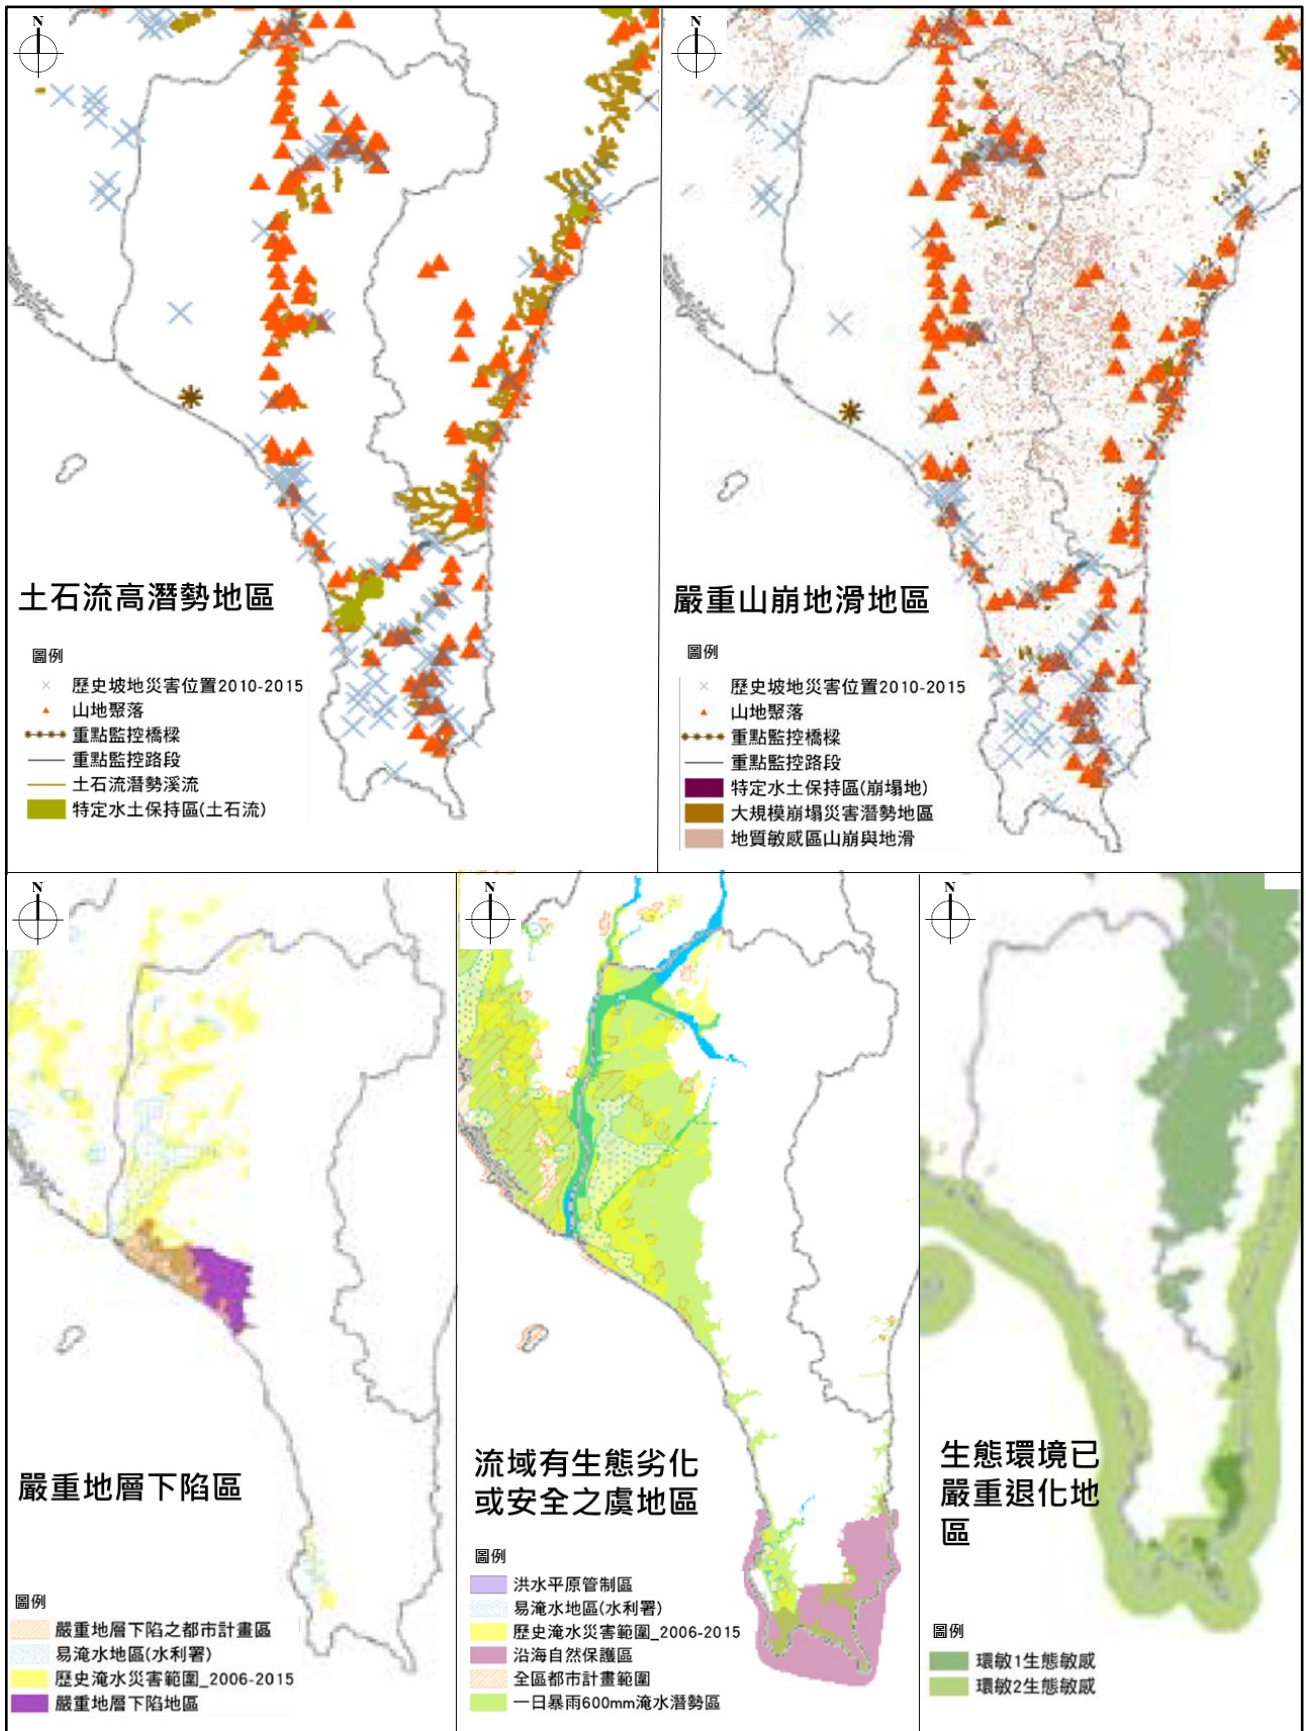 N
N
土石流高潛勢地區
圖例
歷史坡地災害位置2010-2015
山地聚落
重點監控橋樑
重點監控路段
土石流潛勢溪流
特定水土保持區(土石流)
嚴重山崩地滑地區
圖例
歷史坡地災害位置2010-2015
山地聚落
重點監控橋樑
重點監控路段
特定水土保持區(崩塌地)
大規模崩塌災害潛勢地區
地質敏感區山崩與地滑
N
N
N
嚴重地層下陷區
圖例
嚴重地層下陷之都市計畫區
易淹水地區(水利署)
歷史淹水災害範圍_2006-2015
嚴重地層下陷地區
流域有生態劣化
或安全之虞地區
圖例
洪水平原管制區
易淹水地區(水利署)
歷史淹水災害範圍_2006-2015
沿海自然保護區
全區都市計畫範圍
一日暴雨600mm淹水潛勢區
生態環境已
嚴重退化地
區
圖例
環敏1生態敏感
環敏2生態敏感